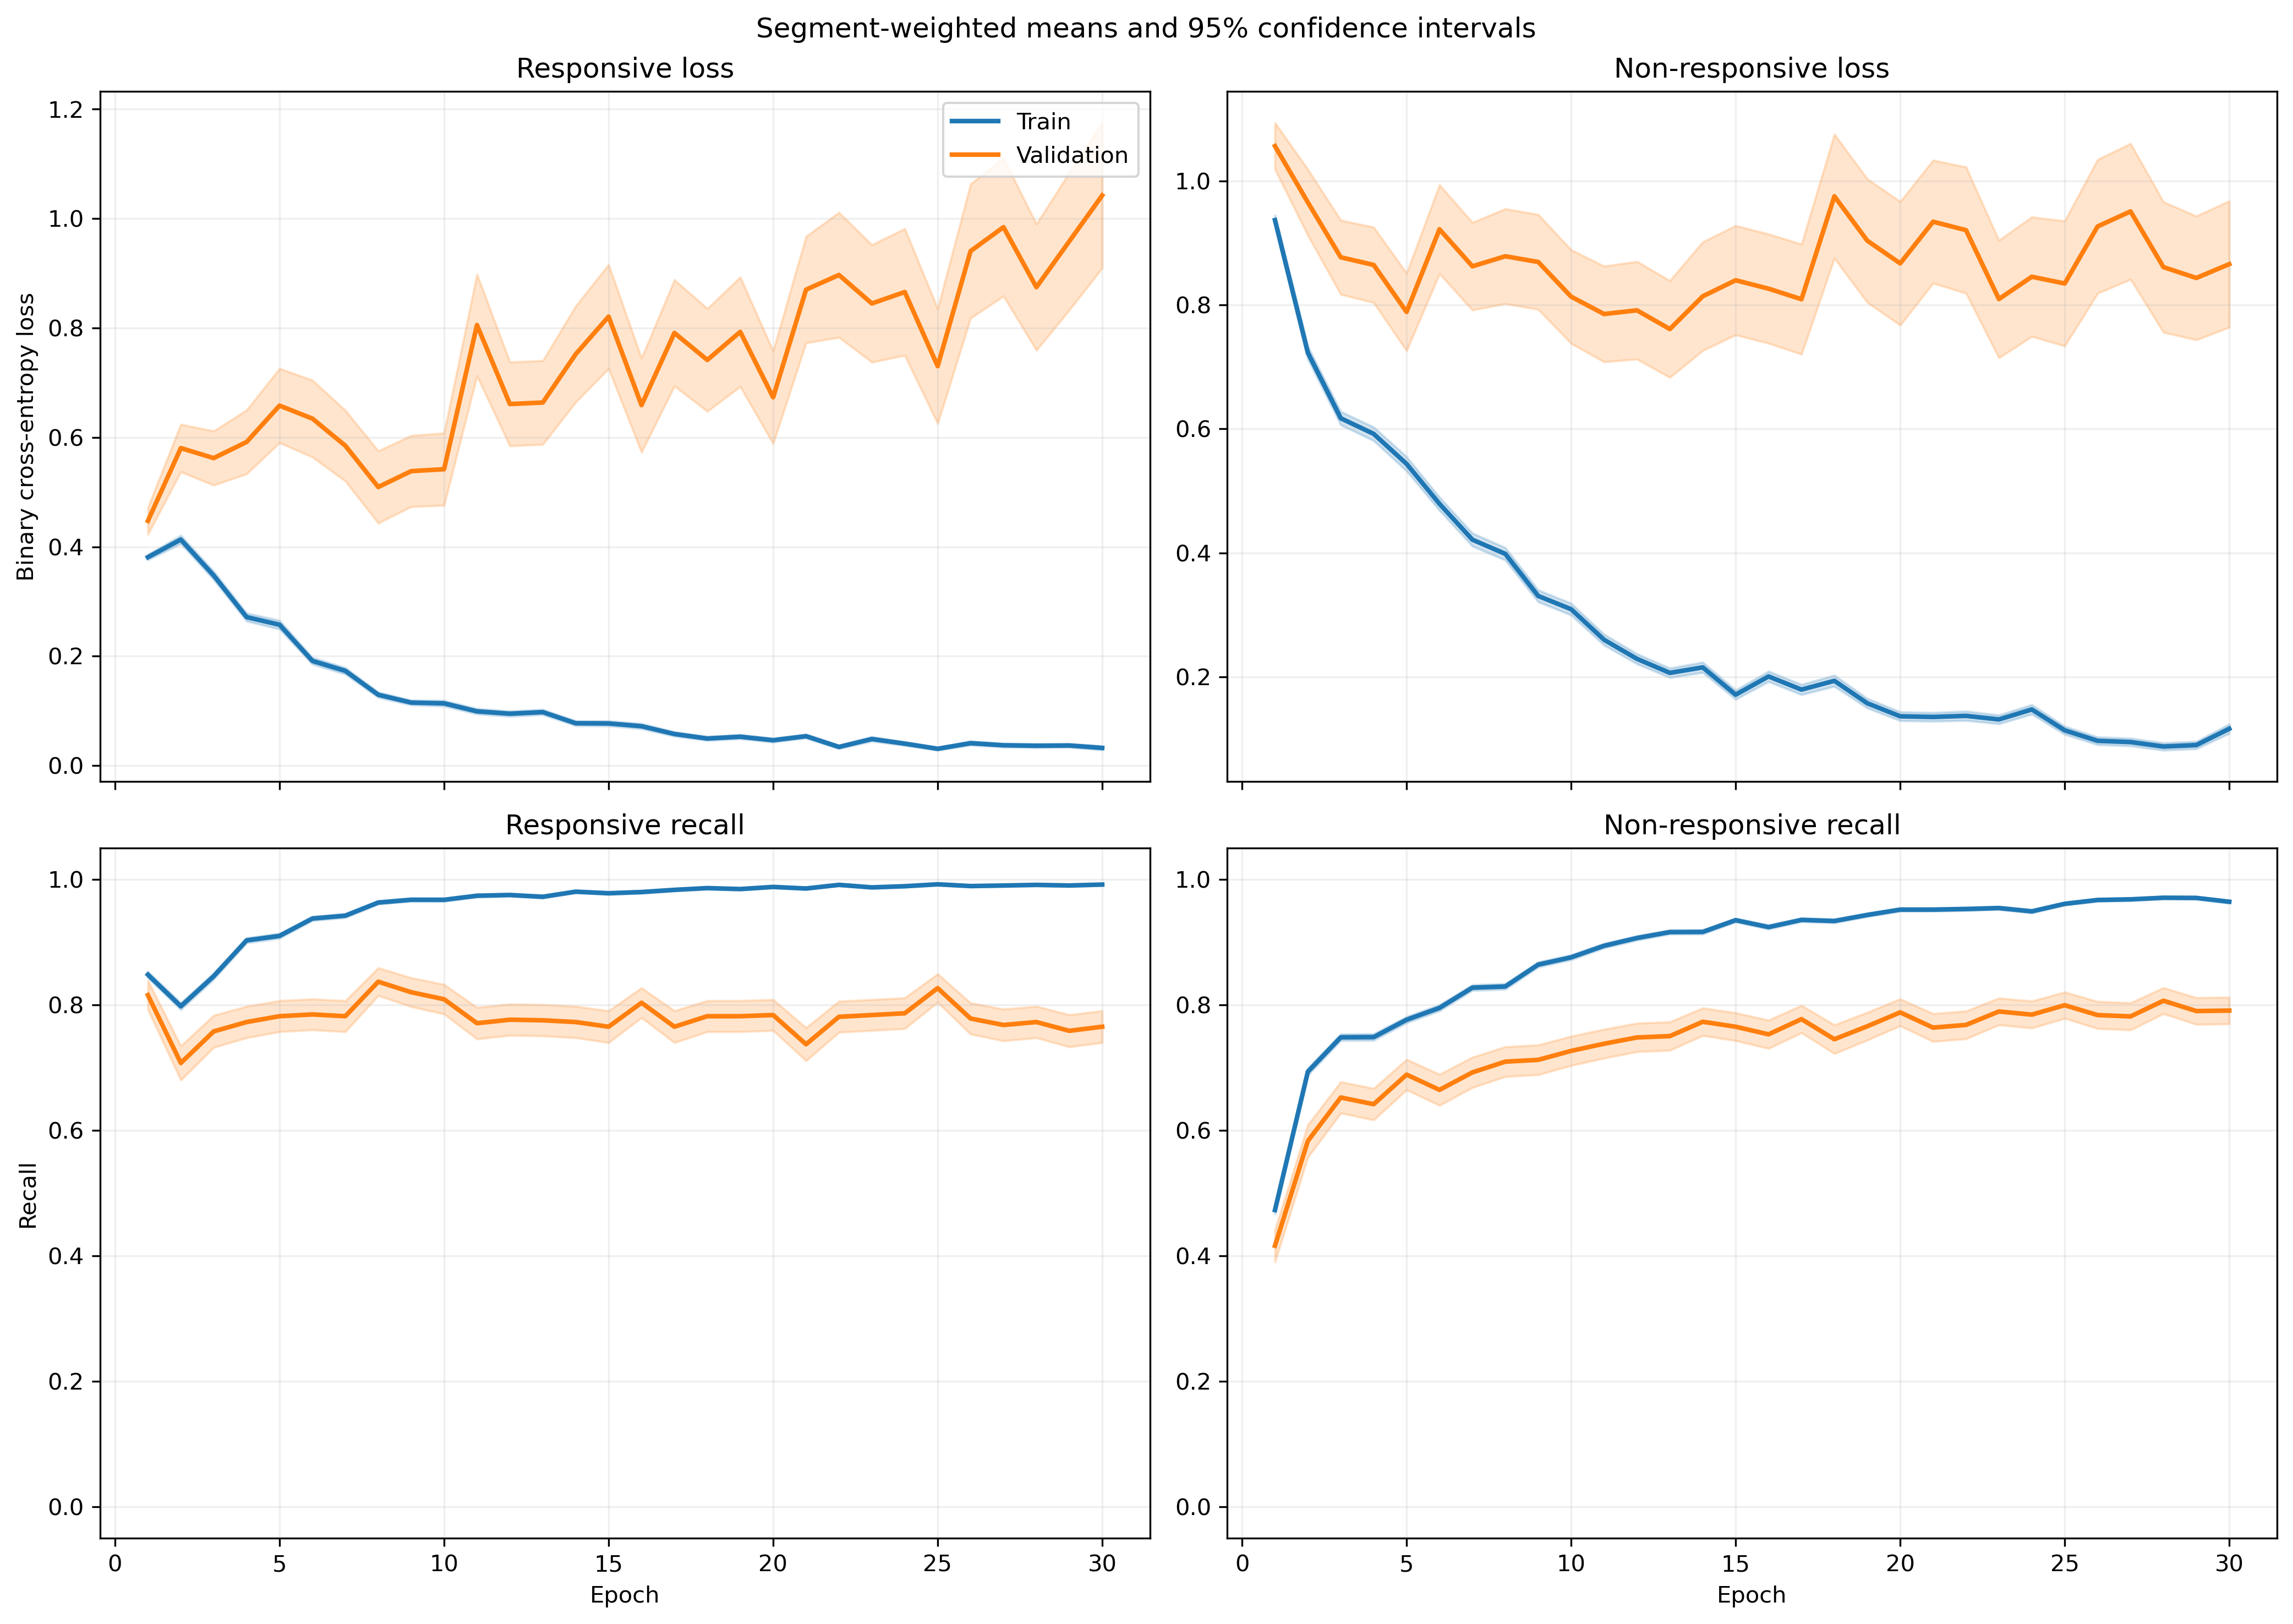 Segment-weighted means and 95% confidence intervals
Responsive loss
Non-responsive loss
Binary cross-entropy loss
1.2
1.0
0.8
0.6
0.4
0.2
0.0
Train
Validation
1.0
0.8
0.6
0.4
0.2
Responsive recall
Non-responsive recall
Recall
1.0
0.8
0.6
0.4
0.2
0.0
0 5 10 15 20 25 30
Epoch
1.0
0.8
0.6
0.4
0.2
0.0
0 5 10 15 20 25 30
Epoch